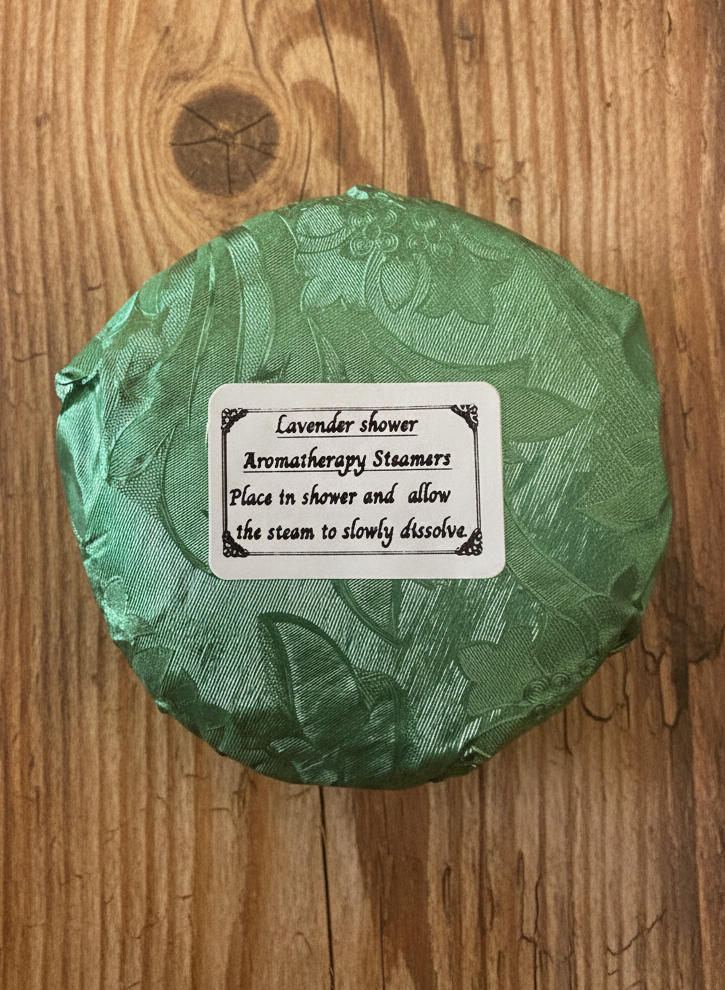 Lavender shower
Aromatherapy Steamers
Place in shower and allow
the steam to slowly dissolve.